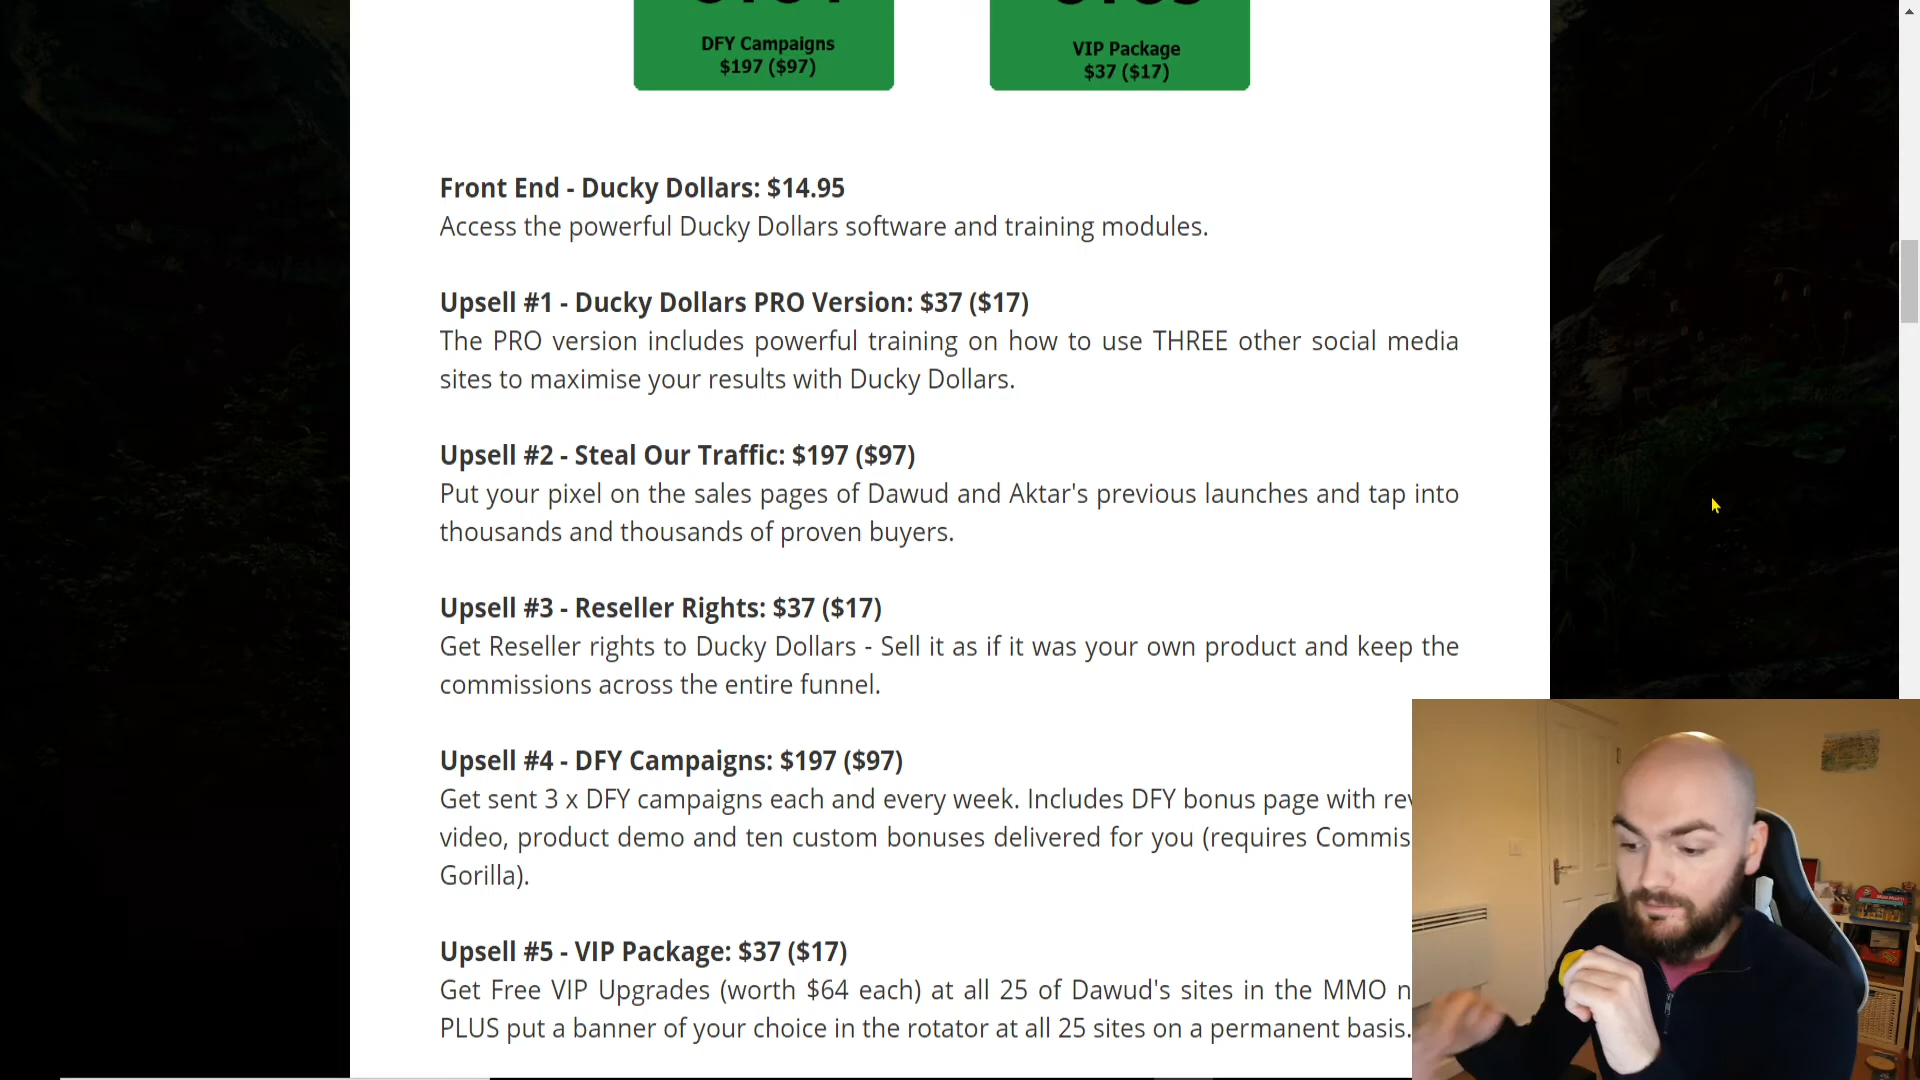 DFY Campaigns
$197 ($97)
VIP Package
$37 ($17)
Front End - Ducky Dollars: $14.95
Access the powerful Ducky Dollars software and training modules.
Upsell #1 - Ducky Dollars PRO Version: $37 ($17)
The PRO version includes powerful training on how to use THREE other social media
sites to maximise your results with Ducky Dollars.
Upsell #2 - Steal Our Traffic: $197 ($97)
Put your pixel on the sales pages of Dawud and Aktar's previous launches and tap into
thousands and thousands of proven buyers.
Upsell #3 - Reseller Rights: $37 ($17)
Get Reseller rights to Ducky Dollars - Sell it as if it was your own product and keep the
commissions across the entire funnel.
Upsell #4 - DFY Campaigns: $197 ($97)
Get sent 3 x DFY campaigns each and every week. Includes DFY bonus page with
video, product demo and ten custom bonuses delivered for you (requires
Gorilla).
Upsell #5 - VIP Package: $37 ($17)
Get Free VIP Upgrades (worth $64 each) at all 25 of Dawud's sites in the MMO
PLUS put a banner of your choice in the rotator at all 25 sites on a permanent basis.